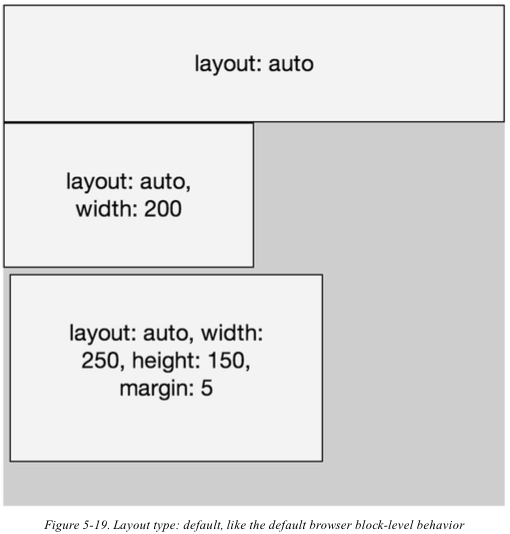 layout: auto
layout: auto,
width: 200
layout: auto, width:
250, height: 150,
margin: 5
Figure 5-19. Layout type: default, like the default browser block-level behavior